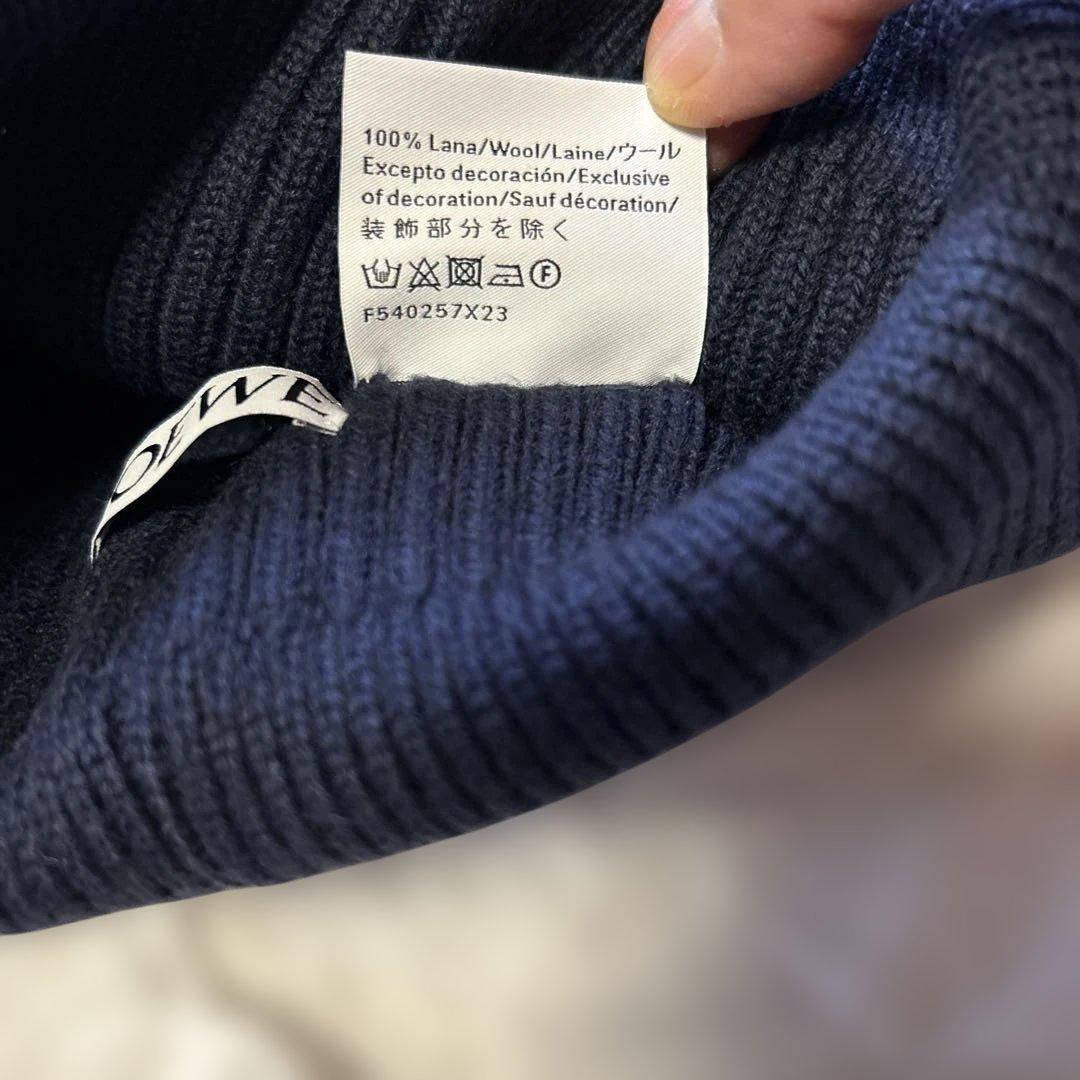 100% Lana/Wool/Laine/ウール
Excepto decoración/Exclusive
of decoration/Sauf décoration/
装飾部分を除く
F
F540257X23
OEWE